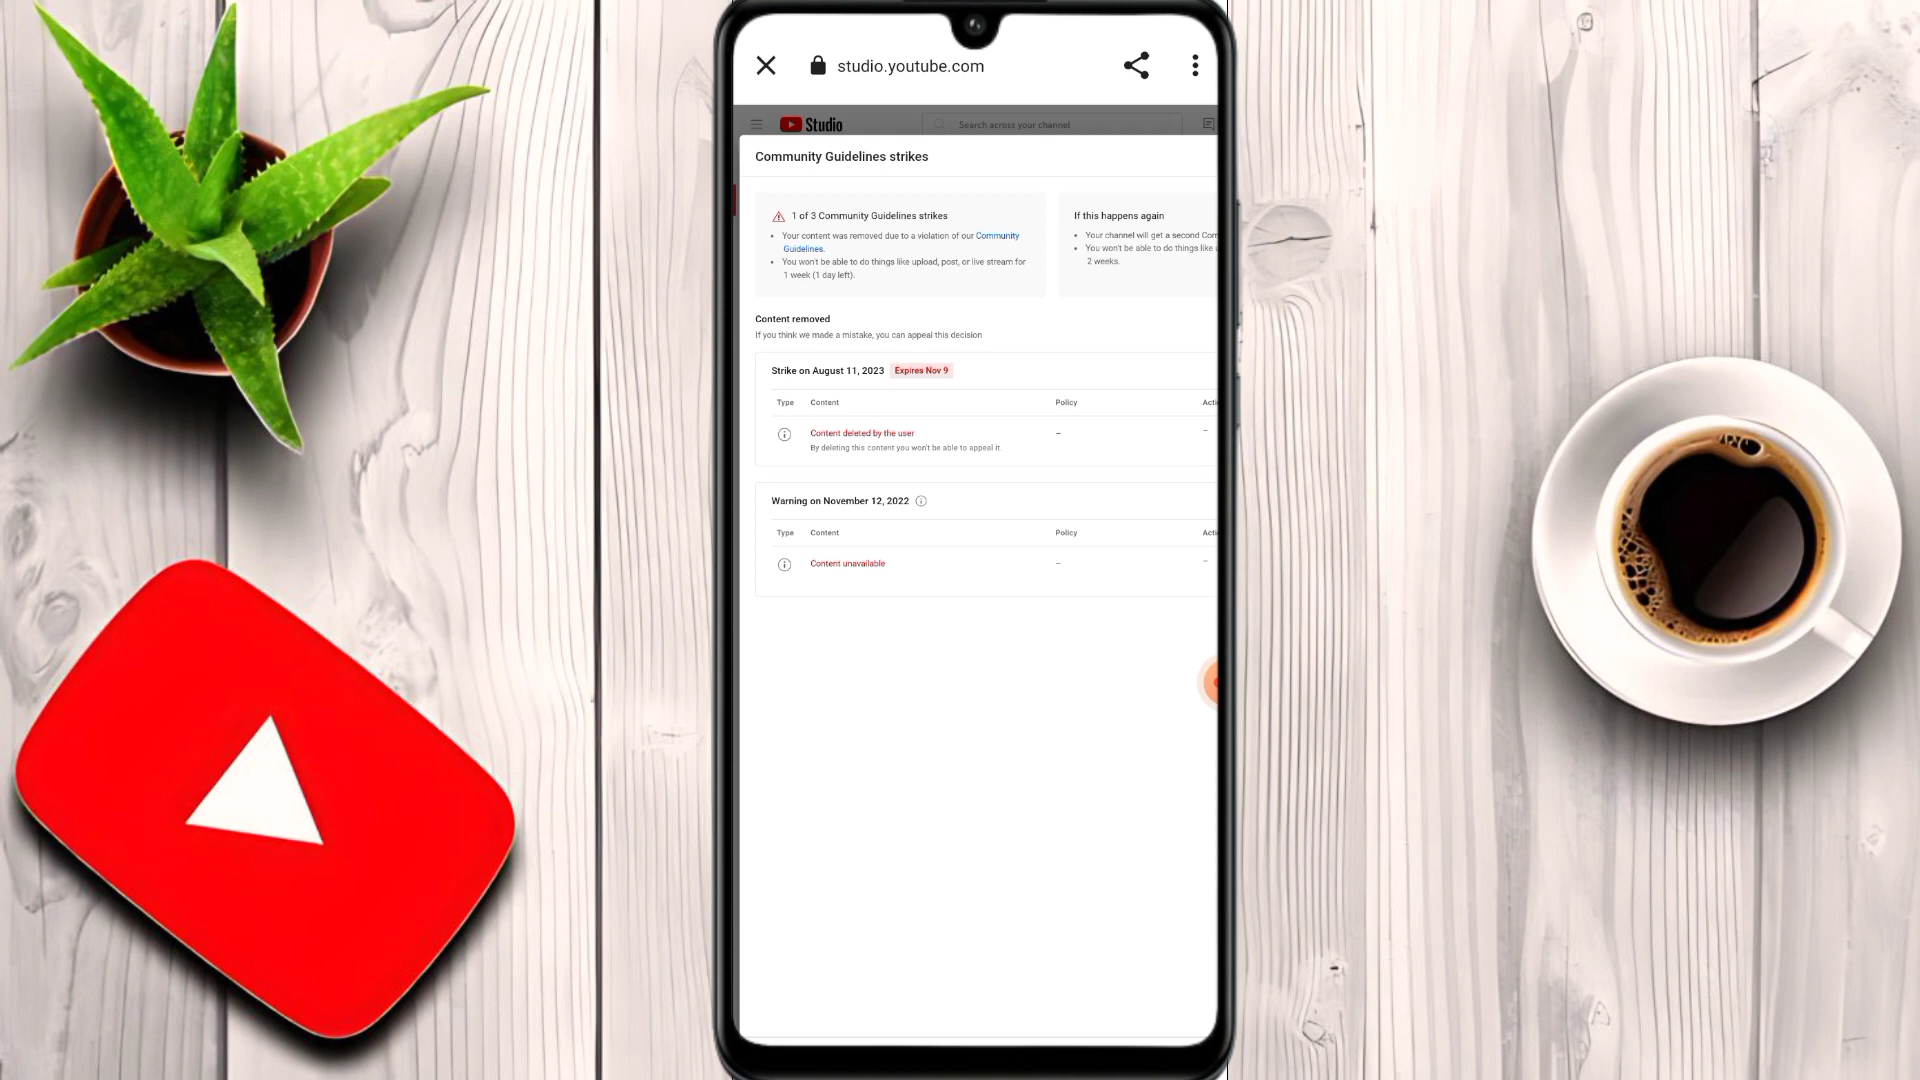 studio.youtube.com
Studio
Search across your channel
Community Guidelines strikes
1 of 3 Community Guidelines strikes
• Your content was removed due to a violation of our Community
Guidelines.
• You won't be able to do things like upload, post, or live stream for
1 week (1 day left).
If this happens again
• Your channel will get a second Com
• You won't be able to do things like
2 weeks.
Content removed
If you think we made a mistake, you can appeal this decision
Strike on August 11, 2023 Expires Nov 9
Type Content Policy Acti
Content deleted by the user – –
By deleting this content you won't be able to appeal it.
Warning on November 12, 2022
Type Content Policy Acti
Content unavailable – –